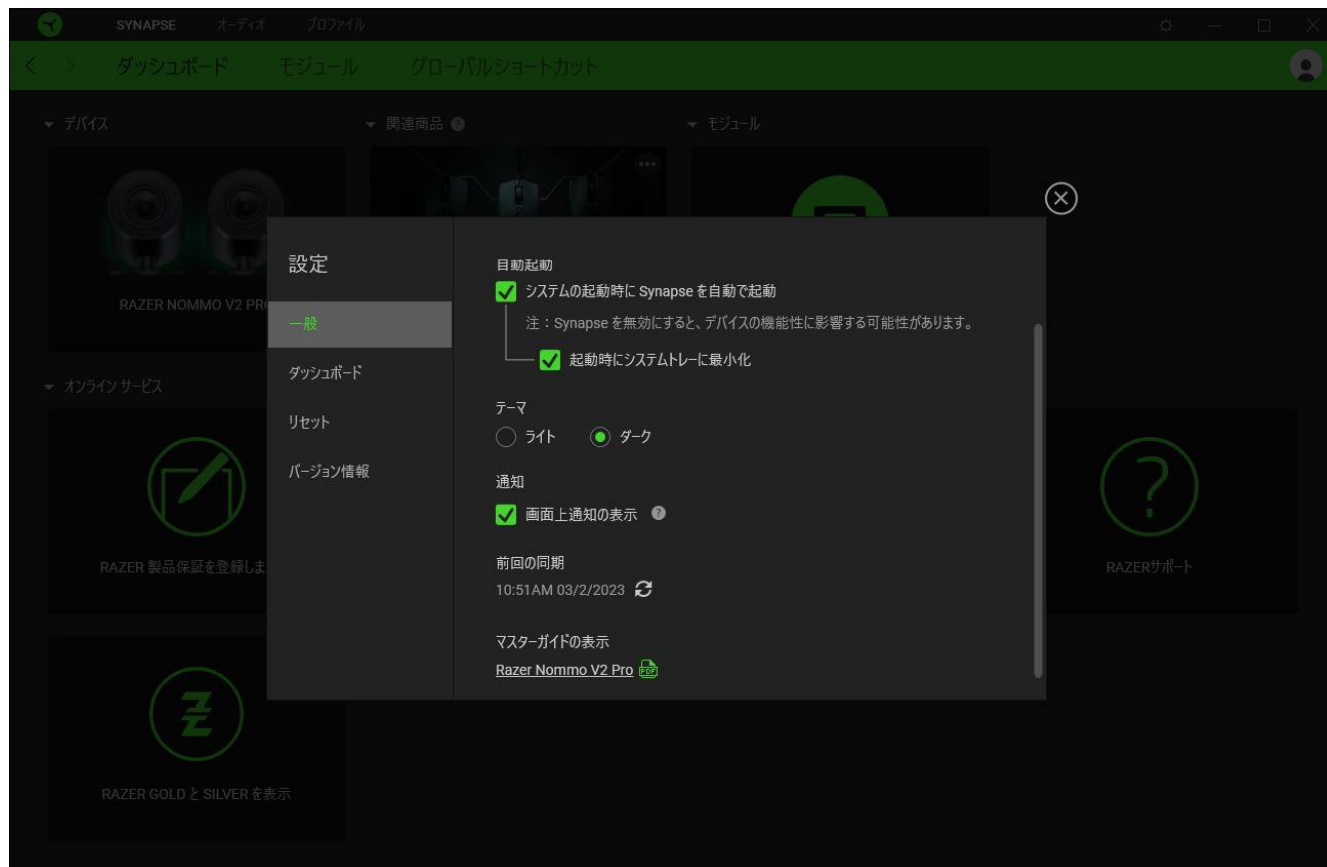 SYNAPSE オーディオ プロファイル
ダッシュボード モジュール グローバルショートカット
デバイス 関連商品 モジュール
RAZER NOMMO V2 PR
オンライン サービス
RAZER 製品保証を登録しま
RAZERサポート
RAZER GOLD と SILVER を表示
設定
一般
ダッシュボード
リセット
バージョン情報
自動起動
システムの起動時に Synapse を自動で起動
注：Synapse を無効にすると、デバイスの機能性に影響する可能性があります。
起動時にシステムトレーに最小化
テーマ
ライト ダーク
通知
画面上通知の表示
前回の同期
10:51AM 03/2/2023
マスターガイドの表示
Razer Nommo V2 Pro PDF